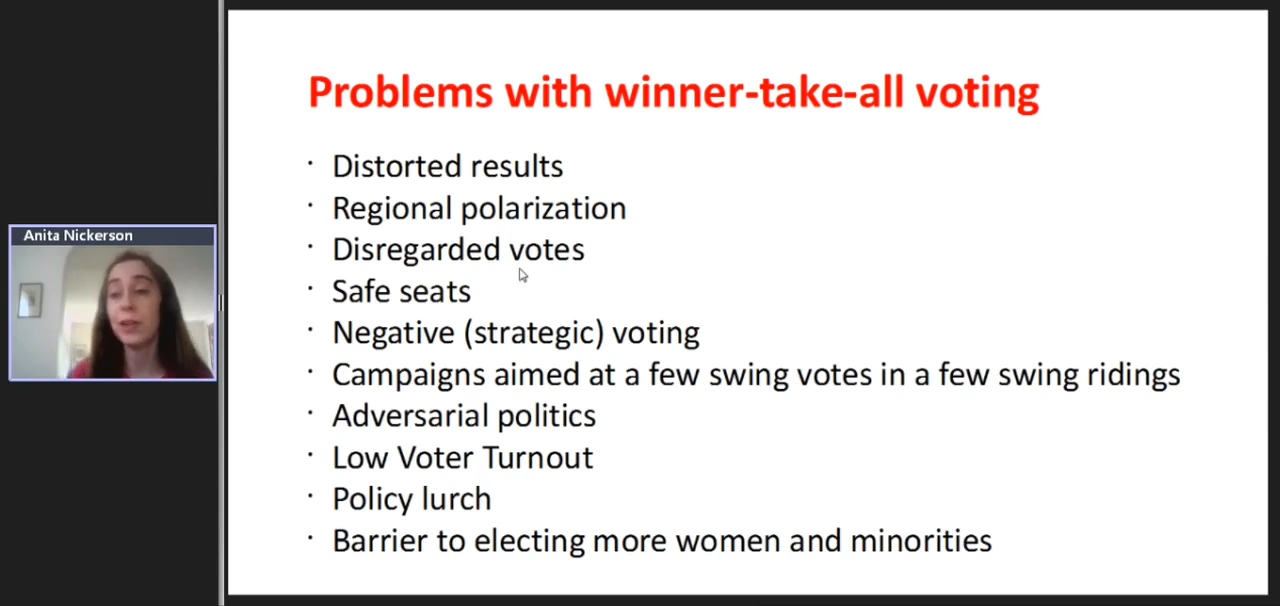 Anita Nickerson
Problems with winner-take-all voting
· Distorted results
· Regional polarization
· Disregarded votes
· Safe seats
· Negative (strategic) voting
· Campaigns aimed at a few swing votes in a few swing ridings
· Adversarial politics
· Low Voter Turnout
· Policy lurch
· Barrier to electing more women and minorities